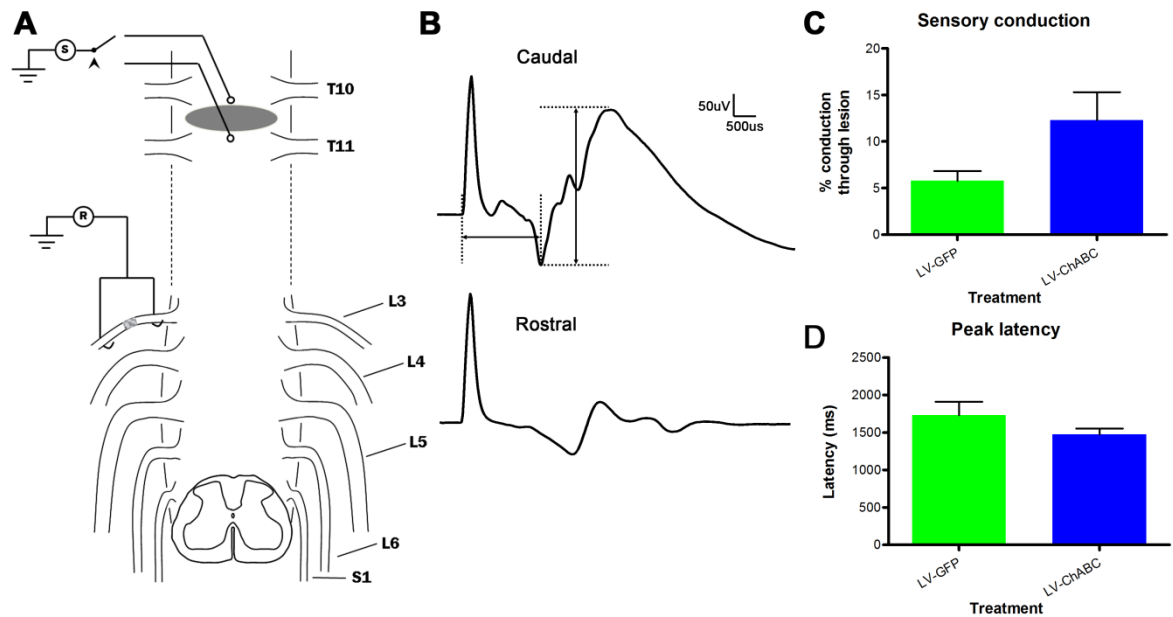 A
S
T10
T11
R
L3
L4
L5
L6
S1
B
Caudal
50uV
500us
Rostral
C
Sensory conduction
% conduction
through lesion
20
15
10
5
0
LV-GFP
LV-ChABC
Treatment
D
Peak latency
Latency (ms)
2500
2000
1500
1000
500
0
LV-GFP
LV-ChABC
Treatment